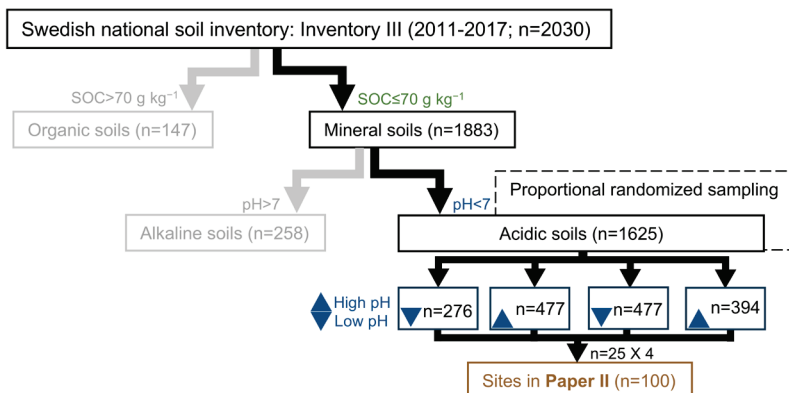 Swedish national soil inventory: Inventory III (2011-2017; n=2030)
SOC>70 g kg⁻¹
SOC≤70 g kg⁻¹
Organic soils (n=147)
Mineral soils (n=1883)
Proportional randomized sampling
pH>7
pH<7
Alkaline soils (n=258)
Acidic soils (n=1625)
High pH
Low pH
n=276
n=477
n=477
n=394
n=25 X 4
Sites in Paper II (n=100)